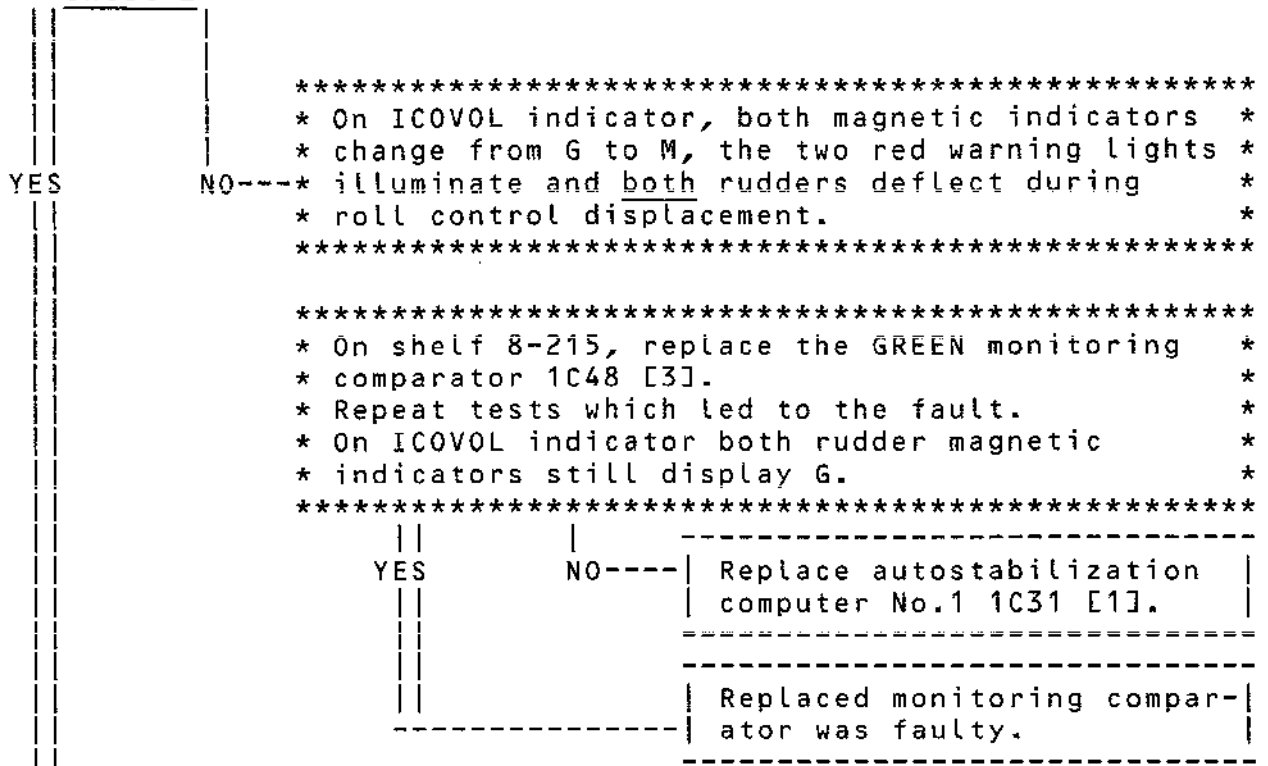 * On ICOVOL indicator, both magnetic indicators *
* change from G to M, the two red warning lights *
YES NO---* illuminate and both rudders deflect during *
* roll control displacement. *
* On shelf 8-215, replace the GREEN monitoring *
* comparator 1C48 [3]. *
* Repeat tests which led to the fault. *
* On ICOVOL indicator both rudder magnetic *
* indicators still display G. *
YES NO----| Replace autostabilization |
| computer No.1 1C31 [1]. |
| Replaced monitoring compar-|
| ator was faulty. |